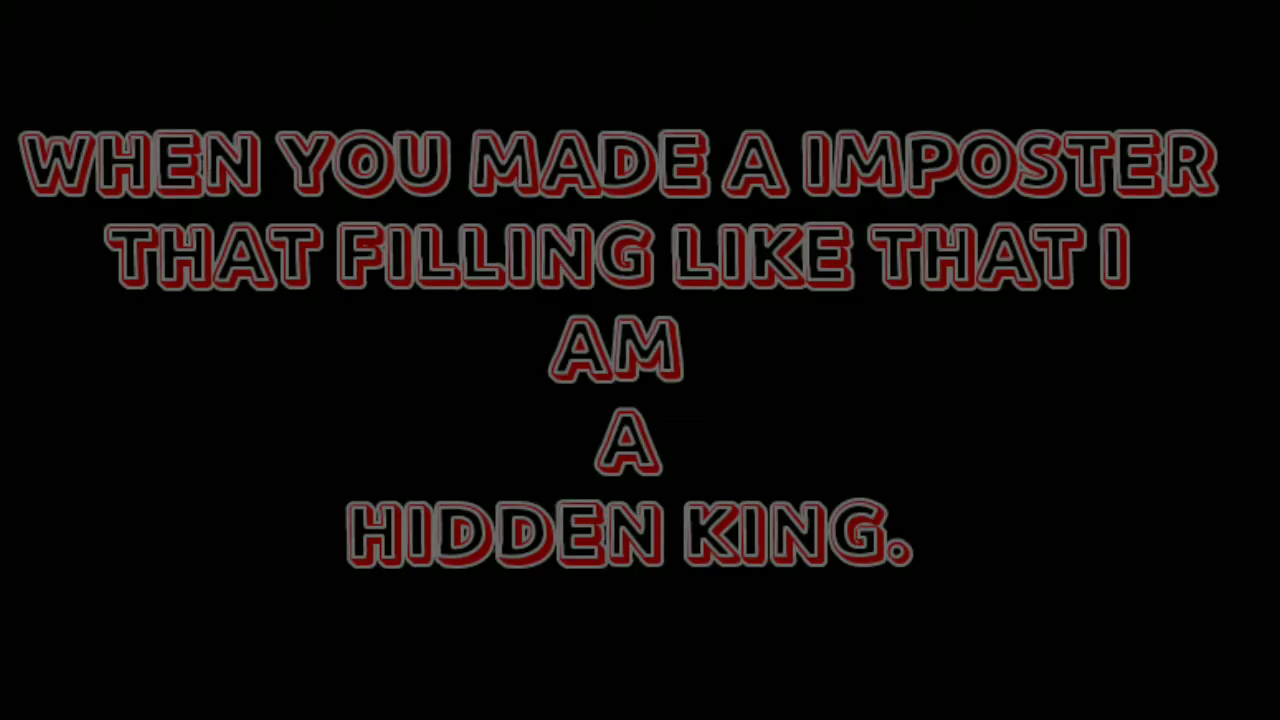 WHEN YOU MADE A IMPOSTER
THAT FILLING LIKE THAT I
AM
A
HIDDEN KING.